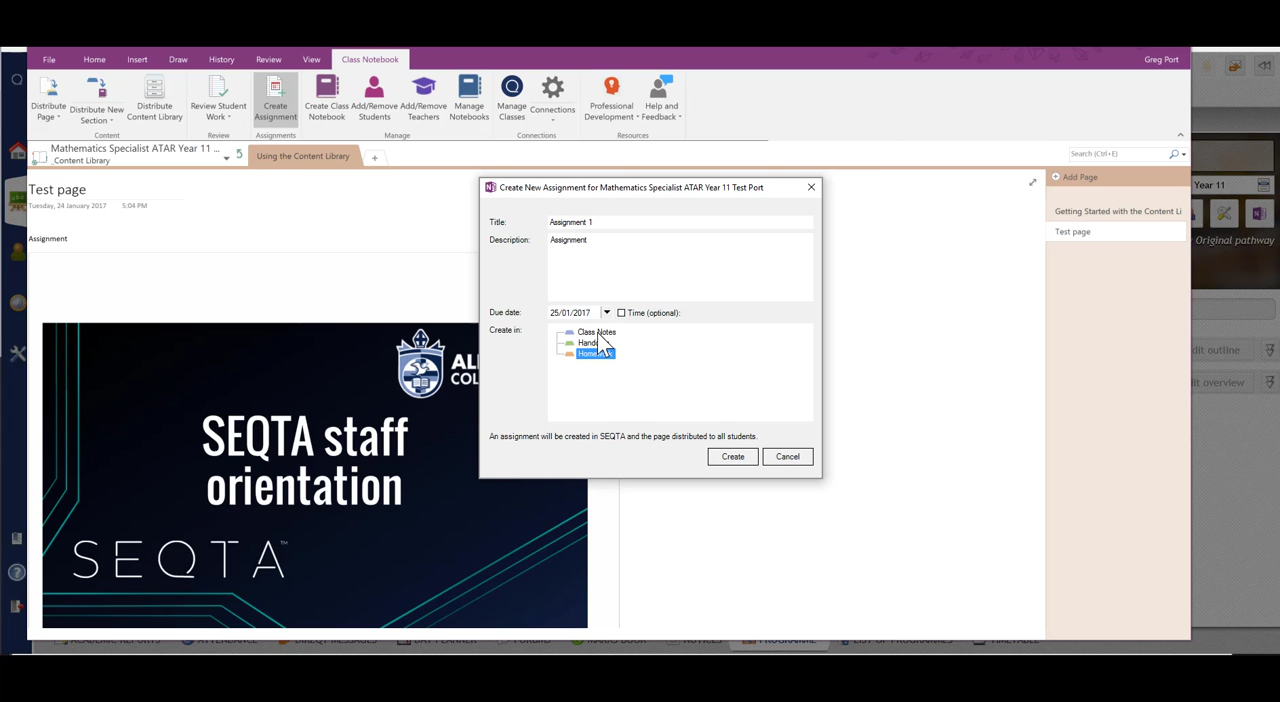 File Home Insert Draw History Review View Class Notebook Greg Port
Distribute Page Distribute New Section Distribute Content Library Review Student Work Create Assignment Create Class Notebook Add/Remove Students Add/Remove Teachers Manage Notebooks Manage Classes Connections Professional Development Help and Feedback
Content Review Assignments Manage Connections Resources
Mathematics Specialist ATAR Year 11 ...
_Content Library
Using the Content Library
Search (Ctrl+E)
Test page
Tuesday, 24 January 2017 5:04 PM
Assignment
Add Page
Getting Started with the Content Li
Test page
Year 11
Original pathway
dit outline
it overview
Create New Assignment for Mathematics Specialist ATAR Year 11 Test Port
Title: Assignment 1
Description: Assignment
Due date: 25/01/2017 Time (optional):
Create in: Class Notes
An assignment will be created in SEQTA and the page distributed to all students.
Create Cancel
SEQTA staff
orientation
SEQTA™